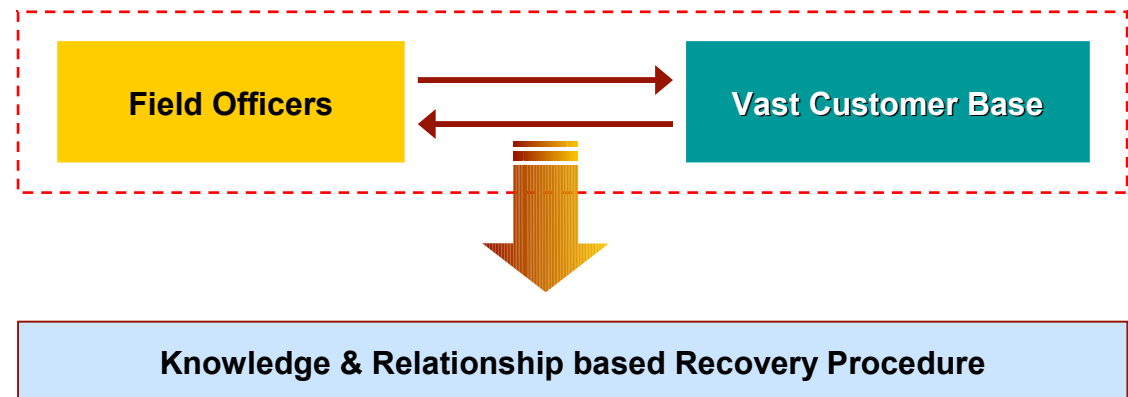 Field Officers
Vast Customer Base
Knowledge & Relationship based Recovery Procedure